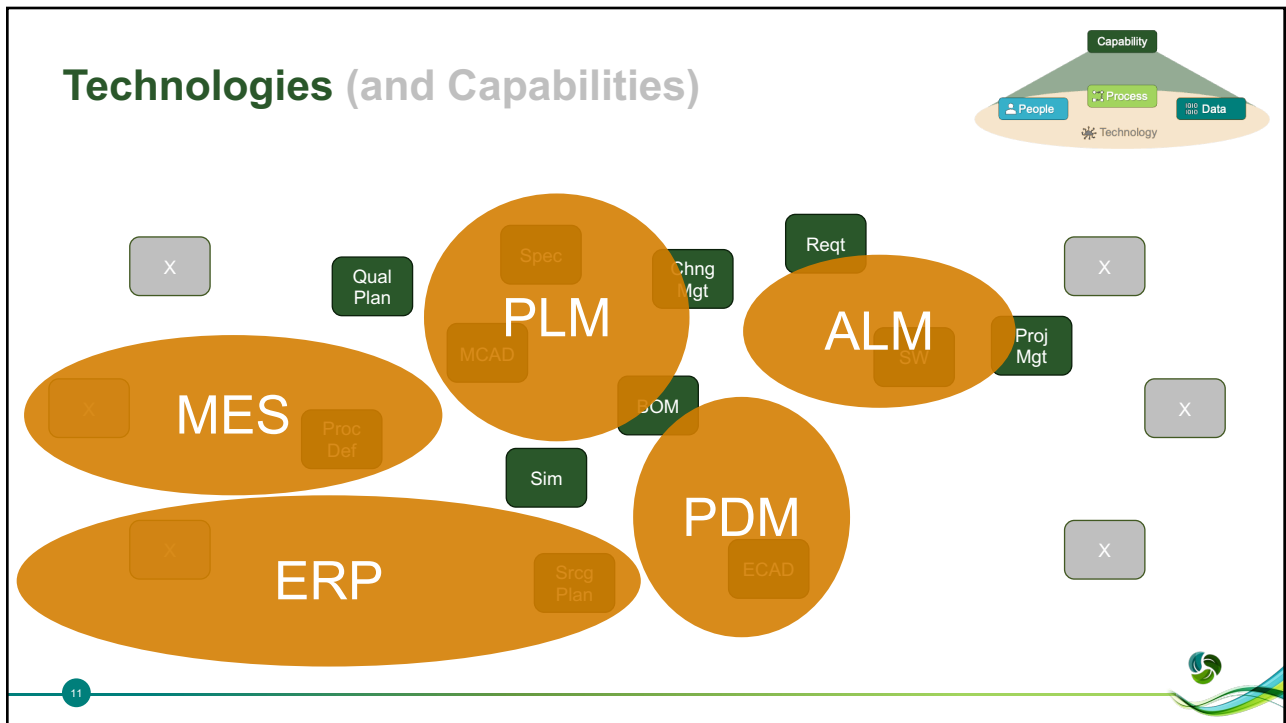 Technologies (and Capabilities)
Capability
People
Process
Data
Technology
X
Qual
Plan
Spec
PLM
MCAD
Chng
Mgt
Reqt
ALM
SW
Proj
Mgt
X
X
MES
Proc
Def
BOM
X
Sim
PDM
ECAD
X
ERP
Srcg
Plan
X
11